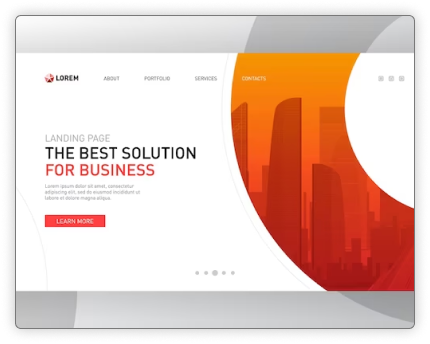 LOREM
ABOUT
PORTFOLIO
SERVICES
CONTACTS
LANDING PAGE
THE BEST SOLUTION
FOR BUSINESS
Lorem ipsum dolor sit amet, consectetur
adipiscing elit, sed do eiusmod incididunt ut
labore et dolore magna aliqua.
LEARN MORE